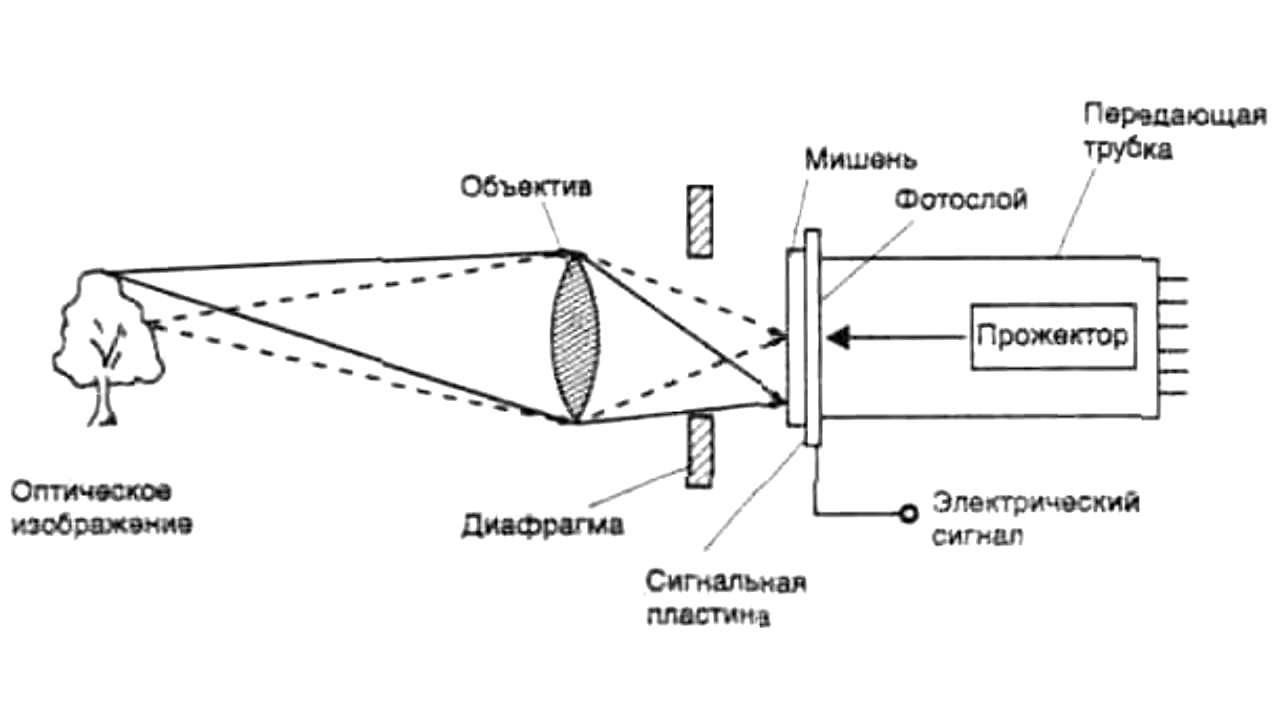 Передающая
трубка
Мишень
Объектив
Фотослой
Прожектор
Оптическое
изображение
Диафрагма
Электрический
сигнал
Сигнальная
пластина